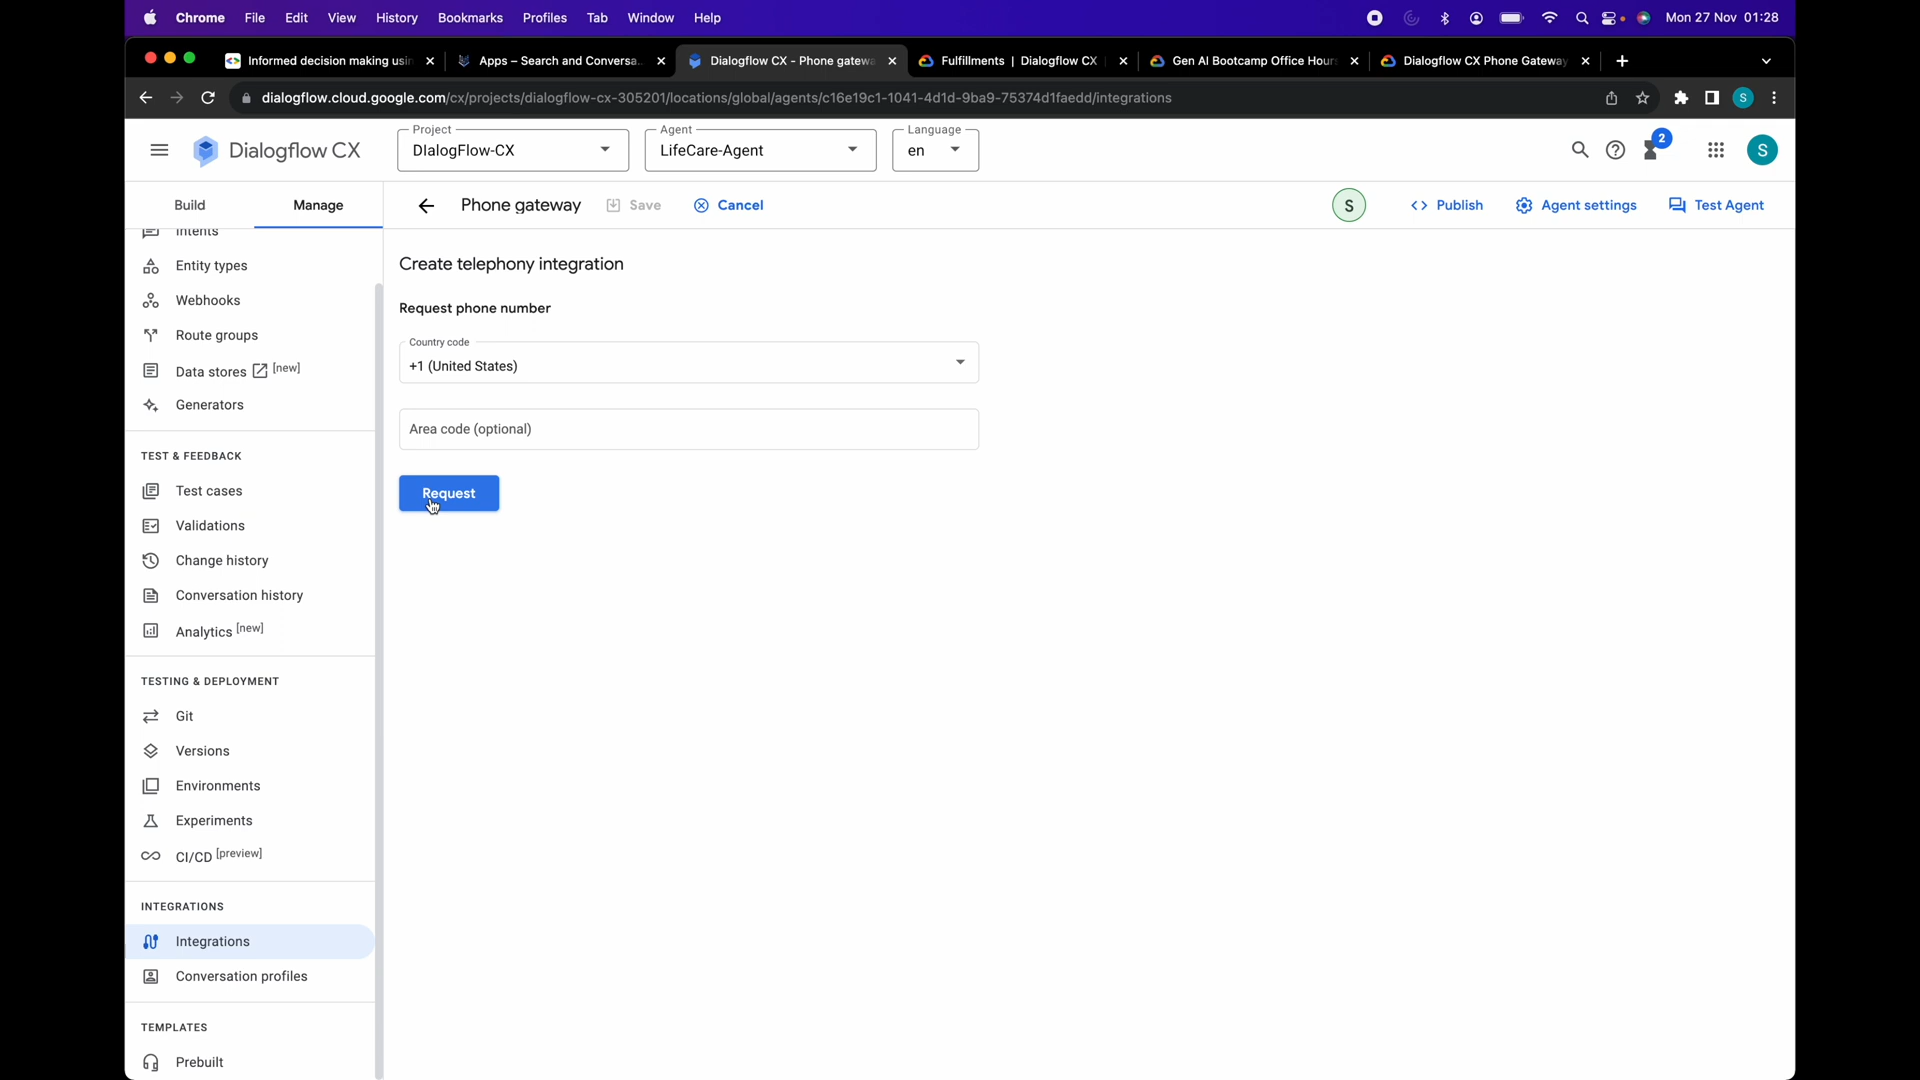 Chrome File Edit View History Bookmarks Profiles Tab Window Help Mon 27 Nov 01:28
Informed decision making usin Apps – Search and Conversa... Dialogflow CX - Phone gatewa Fulfillments | Dialogflow CX Gen AI Bootcamp Office Hours Dialogflow CX Phone Gateway
dialogflow.cloud.google.com/cx/projects/dialogflow-cx-305201/locations/global/agents/c16e19c1-1041-4d1d-9ba9-75374d1faedd/integrations S
Project Agent Language
Dialogflow CX DIalogFlow-CX LifeCare-Agent en 2 S
Build Manage Phone gateway Save Cancel S Publish Agent settings Test Agent
Intents
Entity types
Webhooks
Route groups
Data stores [new]
Generators
TEST & FEEDBACK
Test cases
Validations
Change history
Conversation history
Analytics [new]
TESTING & DEPLOYMENT
Git
Versions
Environments
Experiments
CI/CD [preview]
INTEGRATIONS
Integrations
Conversation profiles
TEMPLATES
Prebuilt
Create telephony integration
Request phone number
Country code
+1 (United States)
Area code (optional)
Request